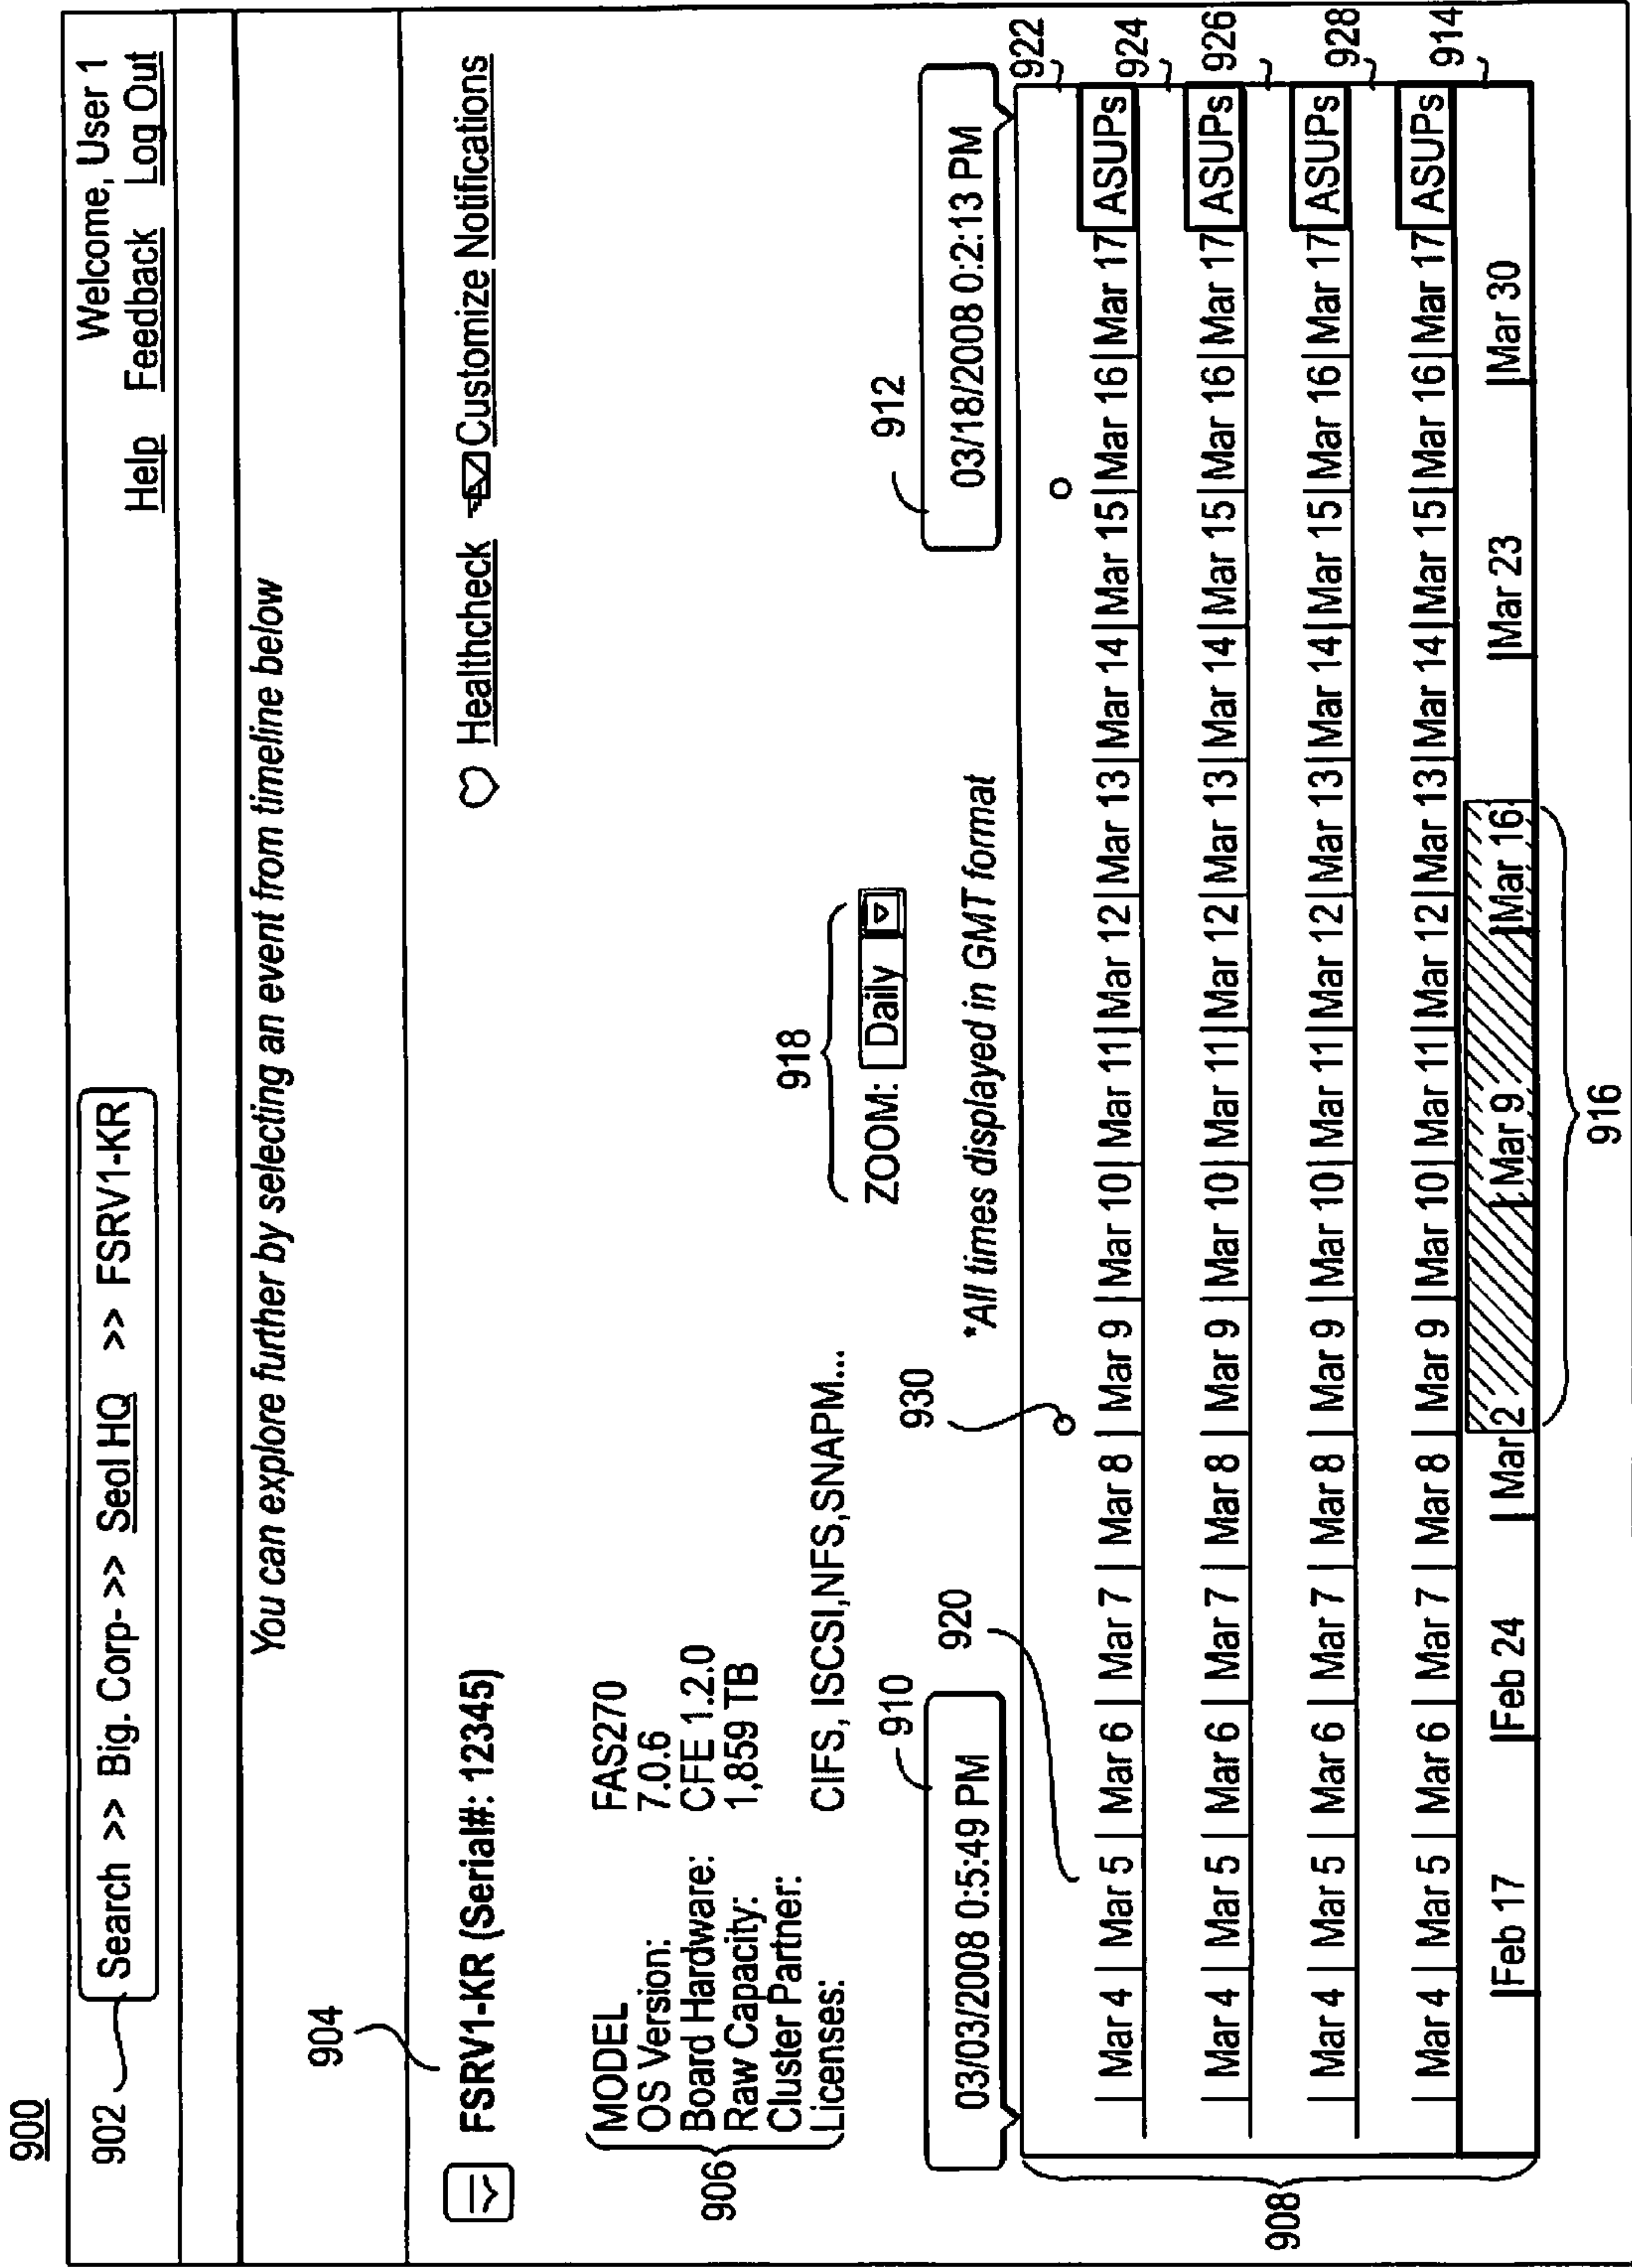 900
902
Search >> Big. Corp- >> Seol HQ >> FSRV1-KR
Welcome, User 1
Help Feedback Log Out
You can explore further by selecting an event from timeline below
904
FSRV1-KR (Serial#: 12345)
Healthcheck Customize Notifications
906
MODEL FAS270
OS Version: 7.0.6
Board Hardware: CFE 1.2.0
Raw Capacity: 1,859 TB
Cluster Partner:
Licenses: CIFS, ISCSI,NFS,SNAPM...
918
ZOOM: Daily
910
912
03/03/2008 0:5:49 PM
920
930
*All times displayed in GMT format
03/18/2008 0:2:13 PM
908
922
Mar 4 Mar 5 Mar 6 Mar 7 Mar 8 Mar 9 Mar 10 Mar 11 Mar 12 Mar 13 Mar 14 Mar 15 Mar 16 Mar 17 ASUPs
924
Mar 4 Mar 5 Mar 6 Mar 7 Mar 8 Mar 9 Mar 10 Mar 11 Mar 12 Mar 13 Mar 14 Mar 15 Mar 16 Mar 17 ASUPs
926
Mar 4 Mar 5 Mar 6 Mar 7 Mar 8 Mar 9 Mar 10 Mar 11 Mar 12 Mar 13 Mar 14 Mar 15 Mar 16 Mar 17 ASUPs
928
Mar 4 Mar 5 Mar 6 Mar 7 Mar 8 Mar 9 Mar 10 Mar 11 Mar 12 Mar 13 Mar 14 Mar 15 Mar 16 Mar 17 ASUPs
914
Feb 17 Feb 24 Mar 2 Mar 9 Mar 16 Mar 23 Mar 30
916